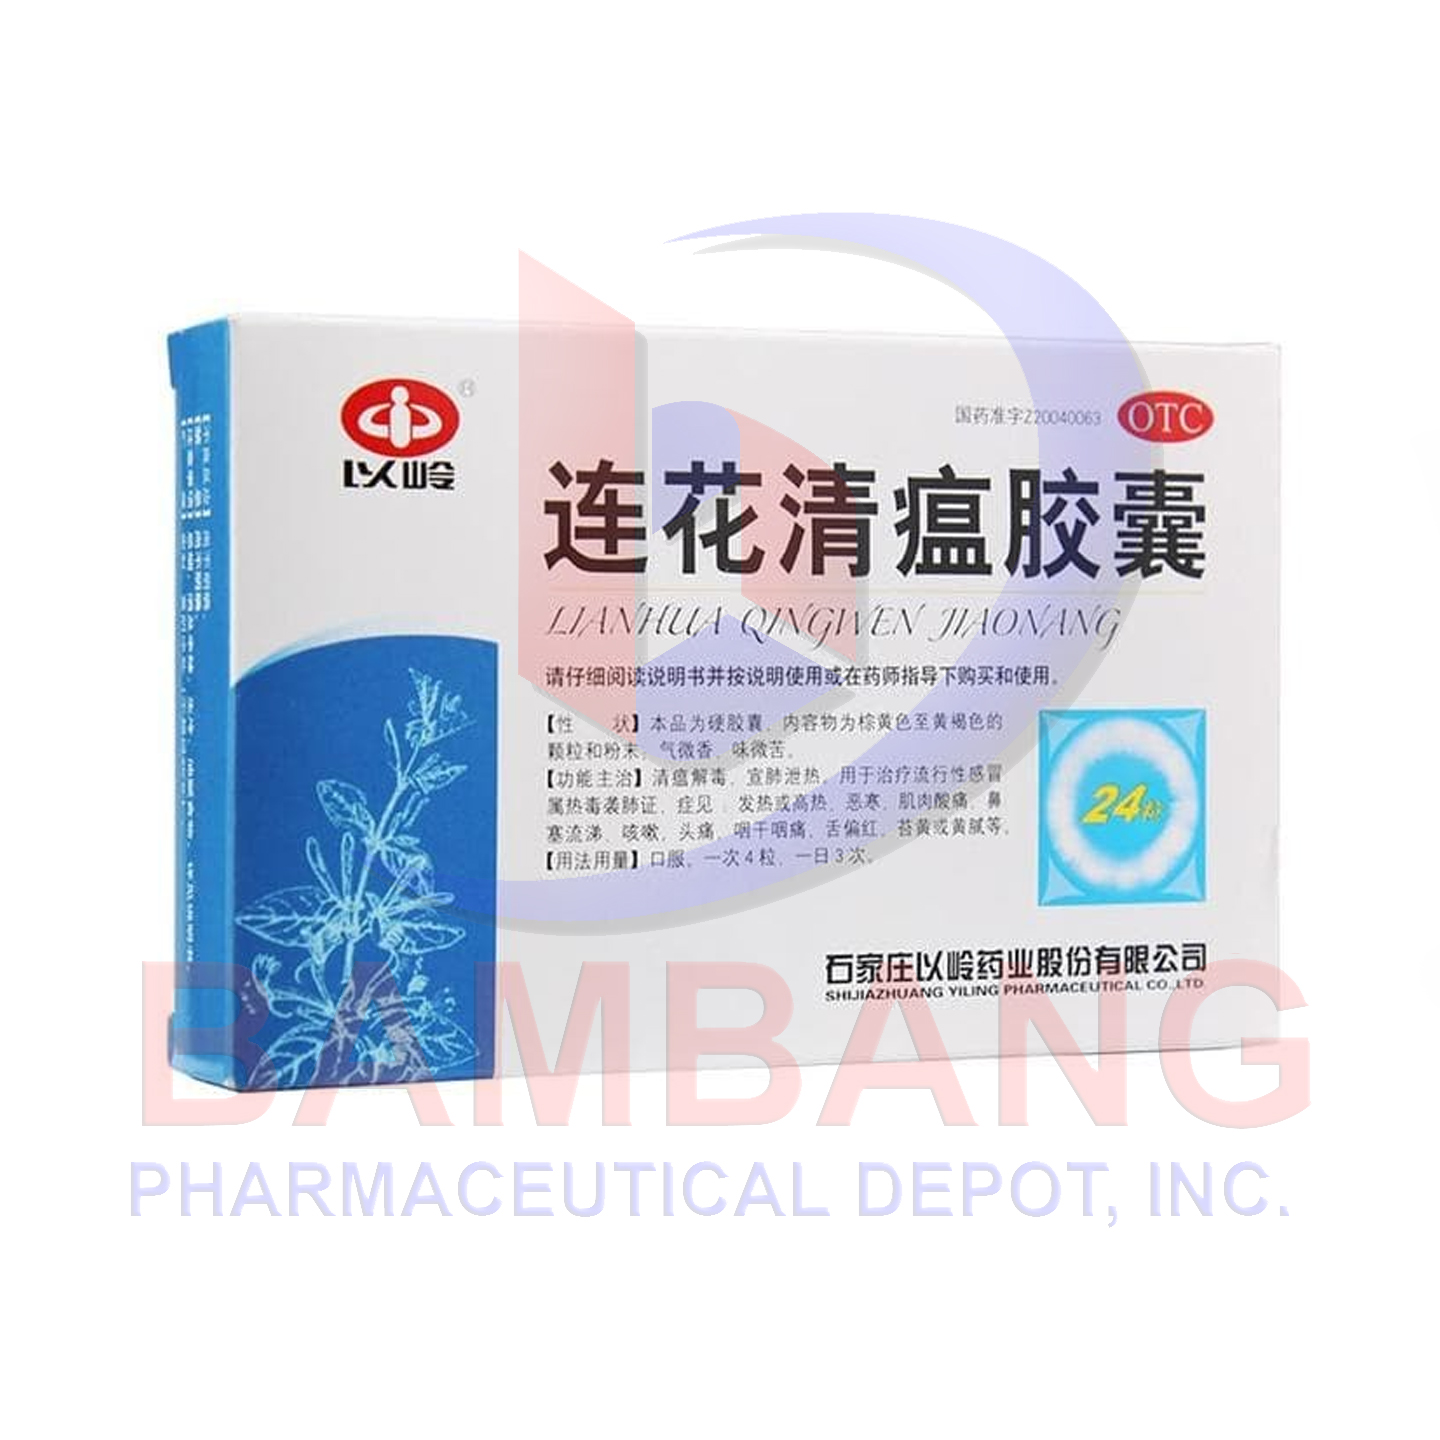 以岭
®
国药准字Z20040063
OTC
连花清瘟胶囊
LIANHUA QINGWEN JIAONANG
请仔细阅读说明书并按说明使用或在药师指导下购买和使用。
【性 状】本品为硬胶囊，内容物为棕黄色至黄褐色的
颗粒和粉末；气微香，味微苦。
【功能主治】清瘟解毒，宣肺泄热。用于治疗流行性感冒
属热毒袭肺证，症见：发热或高热，恶寒，肌肉酸痛，鼻
塞流涕，咳嗽，头痛，咽干咽痛，舌偏红，苔黄或黄腻等。
【用法用量】口服。一次4粒，一日3次。
24粒
石家庄以岭药业股份有限公司
SHIJIAZHUANG YILING PHARMACEUTICAL CO.,LTD.
BAMBANG
PHARMACEUTICAL DEPOT, INC.